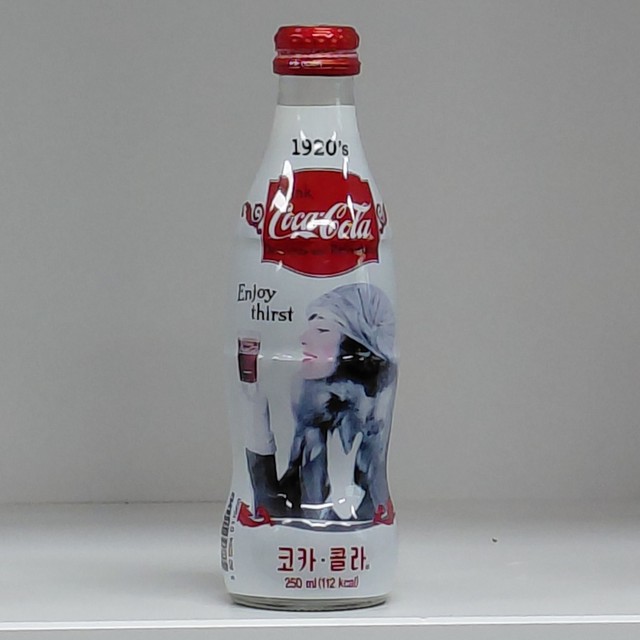 1920's
Coca-Cola
Enjoy
thirst
코카·콜라
250 ml (112 kcal)